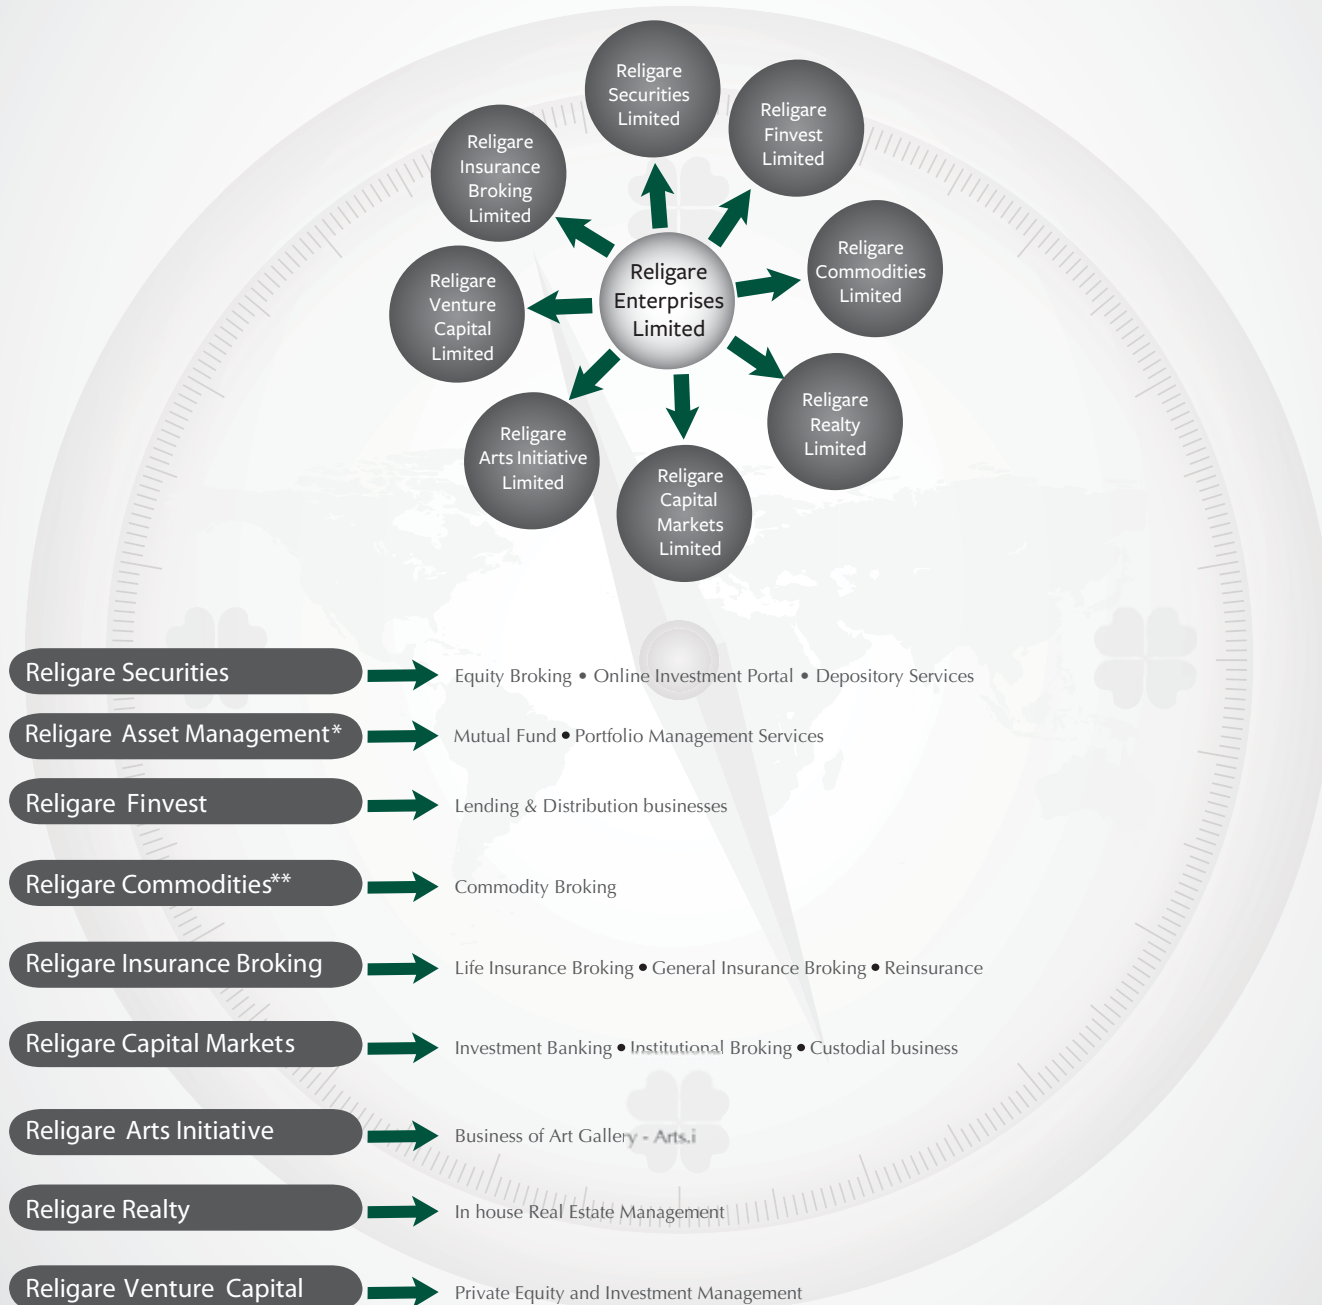 Religare
Securities
Limited
Religare
Finvest
Limited
Religare
Insurance
Broking
Limited
Religare
Commodities
Limited
Religare
Enterprises
Limited
Religare
Venture
Capital
Limited
Religare
Realty
Limited
Religare
Arts Initiative
Limited
Religare
Capital
Markets
Limited
Religare Securities Equity Broking • Online Investment Portal • Depository Services
Religare Asset Management* Mutual Fund • Portfolio Management Services
Religare Finvest Lending & Distribution businesses
Religare Commodities** Commodity Broking
Religare Insurance Broking Life Insurance Broking • General Insurance Broking • Reinsurance
Religare Capital Markets Investment Banking • Institutional Broking • Custodial business
Religare Arts Initiative Business of Art Gallery - Arts.i
Religare Realty In house Real Estate Management
Religare Venture Capital Private Equity and Investment Management